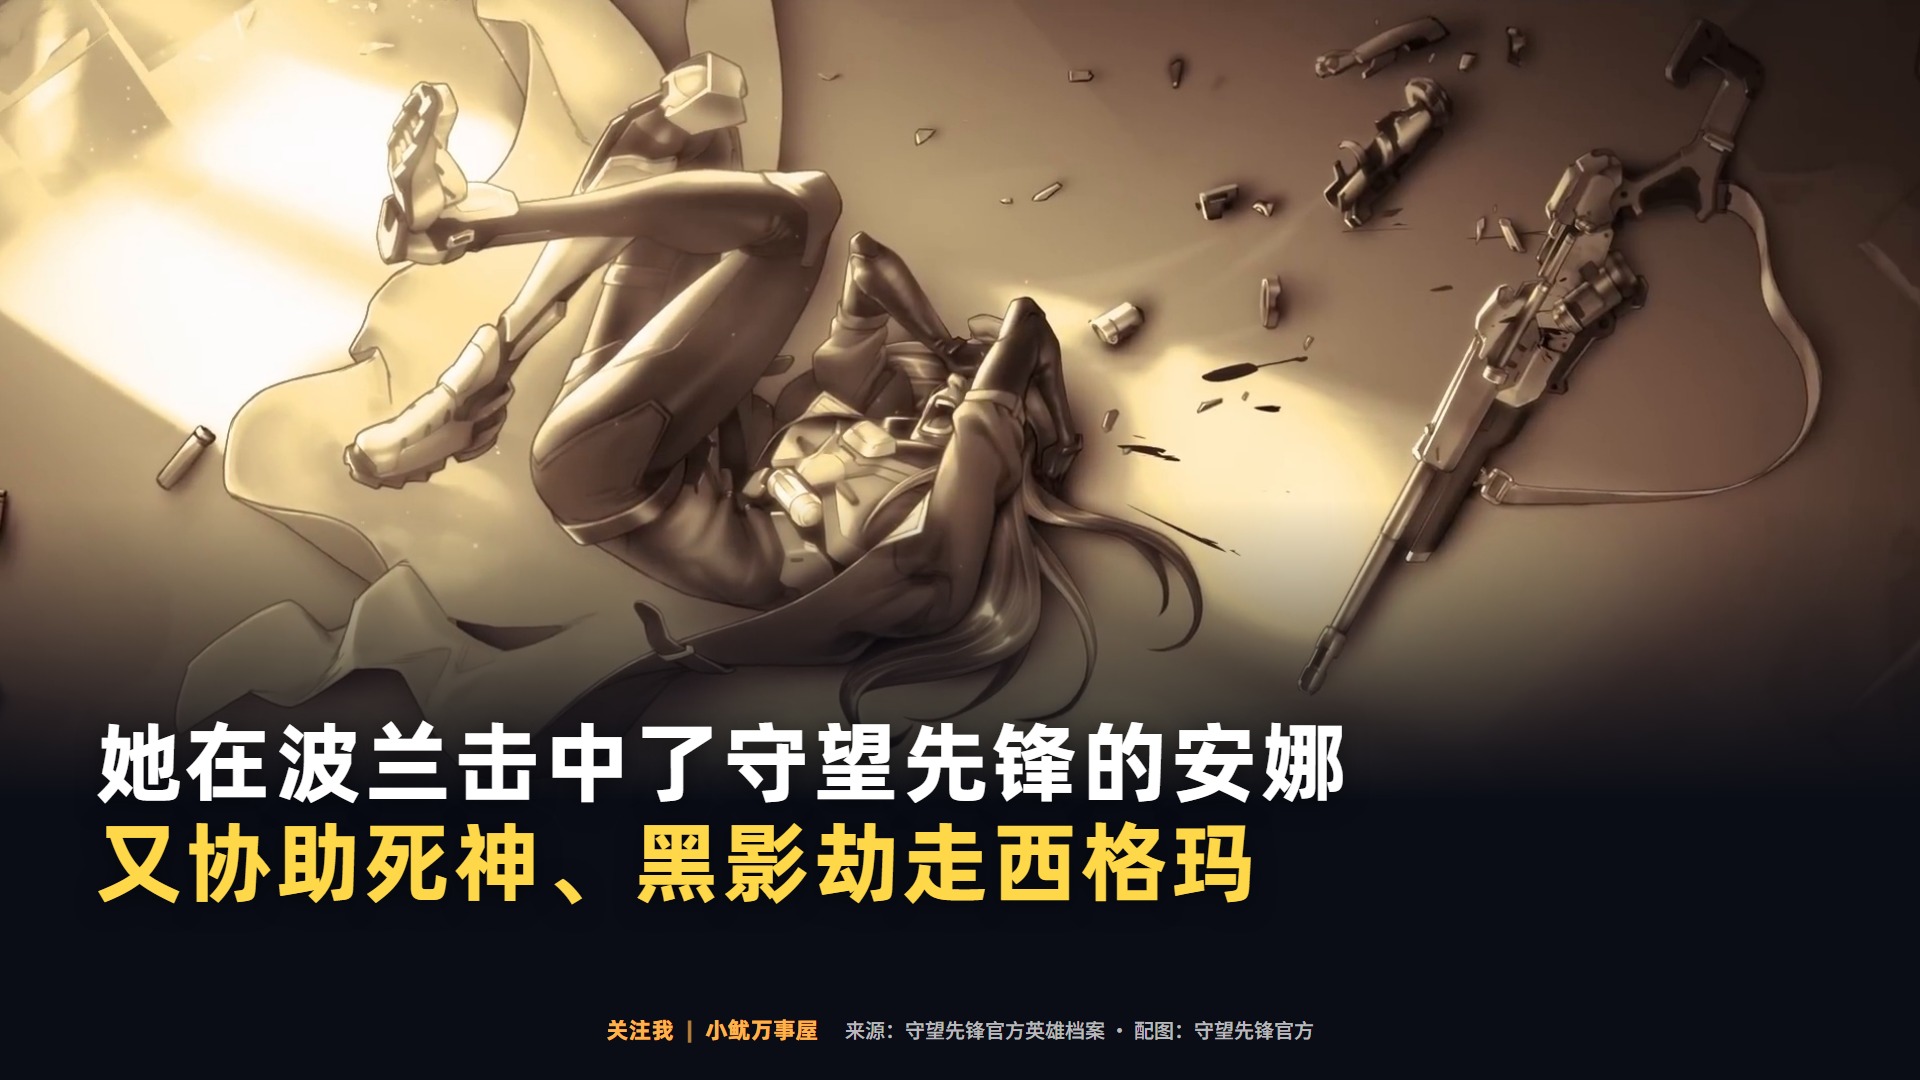 她在波兰击中了守望先锋的安娜
又协助死神、黑影劫走西格玛
关注我 | 小鱿万事屋 来源：守望先锋官方英雄档案 · 配图：守望先锋官方